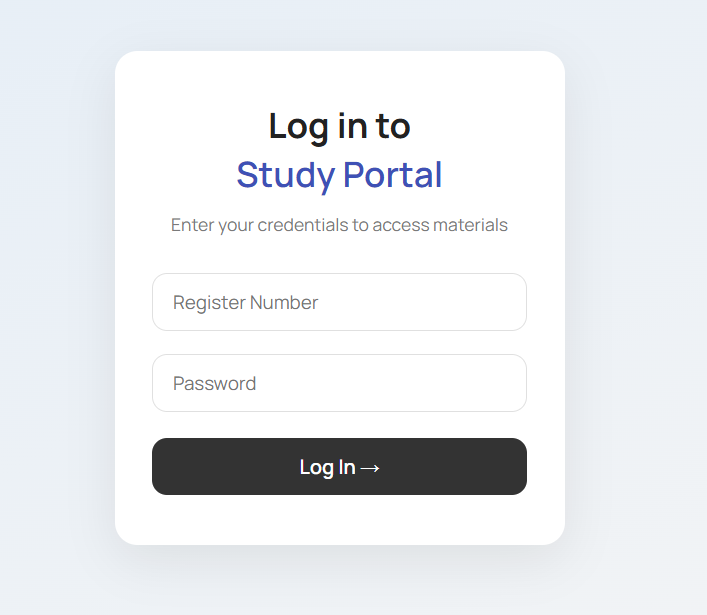 Log in to
Study Portal
Enter your credentials to access materials
Register Number
Password
Log In →